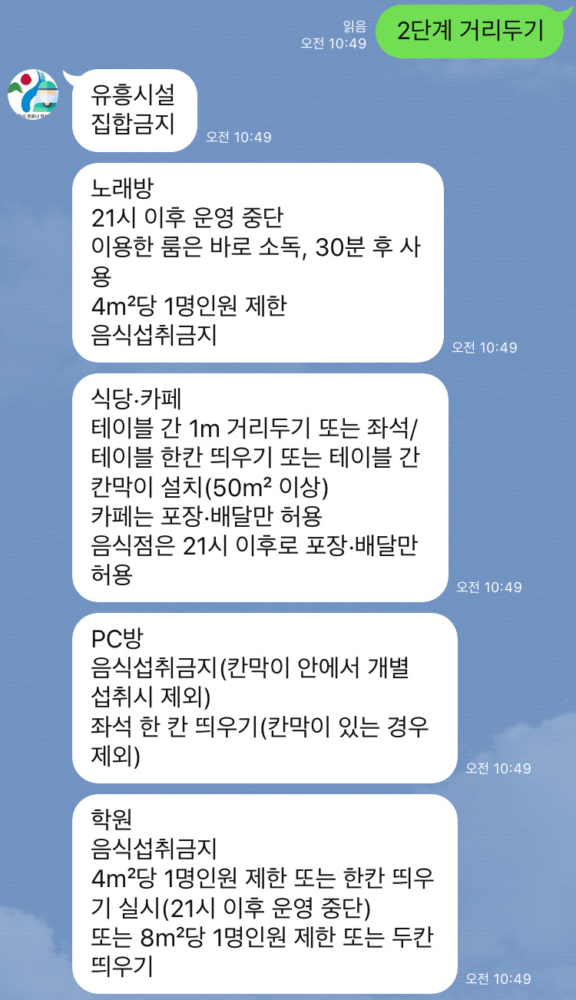 2단계 거리두기
읽음
오전 10:49
유흥시설
집합금지
오전 10:49
노래방
21시 이후 운영 중단
이용한 룸은 바로 소독, 30분 후 사
용
4m²당 1명인원 제한
음식섭취금지
오전 10:49
식당·카페
테이블 간 1m 거리두기 또는 좌석/
테이블 한칸 띄우기 또는 테이블 간
칸막이 설치(50m² 이상)
카페는 포장·배달만 허용
음식점은 21시 이후로 포장·배달만
허용
오전 10:49
PC방
음식섭취금지(칸막이 안에서 개별
섭취시 제외)
좌석 한 칸 띄우기(칸막이 있는 경우
제외)
오전 10:49
학원
음식섭취금지
4m²당 1명인원 제한 또는 한칸 띄우
기 실시(21시 이후 운영 중단)
또는 8m²당 1명인원 제한 또는 두칸
띄우기
오전 10:49